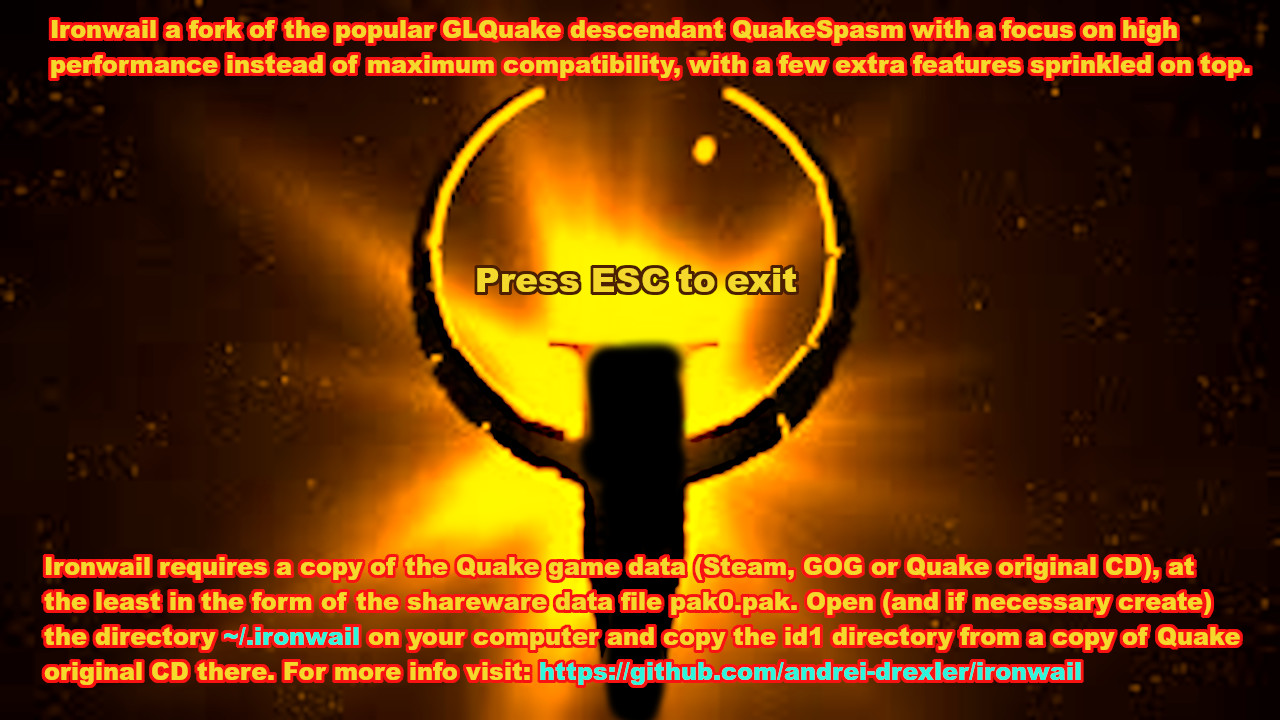 Ironwail a fork of the popular GLQuake descendant QuakeSpasm with a focus on high
performance instead of maximum compatibility, with a few extra features sprinkled on top.
Press ESC to exit
Ironwail requires a copy of the Quake game data (Steam, GOG or Quake original CD), at
the least in the form of the shareware data file pak0.pak. Open (and if necessary create)
the directory ~/.ironwail on your computer and copy the id1 directory from a copy of Quake
original CD there. For more info visit: https://github.com/andrei-drexler/ironwail